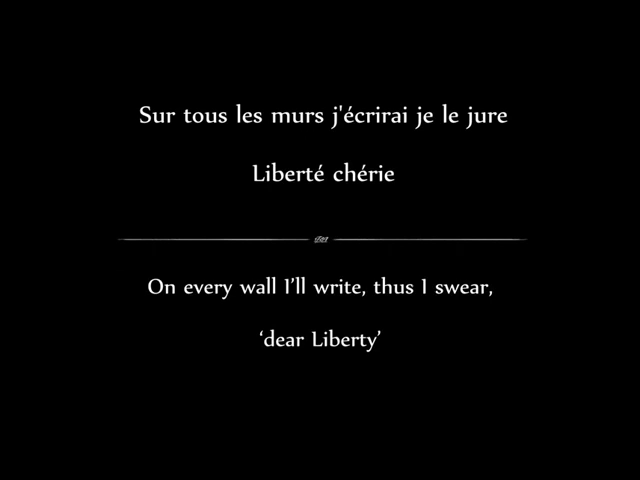 Sur tous les murs j'écrirai je le jure
Liberté chérie
On every wall I’ll write, thus I swear,
‘dear Liberty’